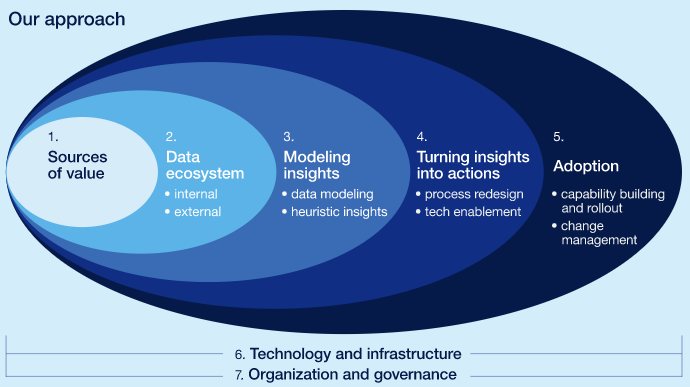 Our approach
1.
Sources
of value
2.
Data
ecosystem
• internal
• external
3.
Modeling
insights
• data modeling
• heuristic insights
4.
Turning insights
into actions
• process redesign
• tech enablement
5.
Adoption
• capability building
and rollout
• change
management
6. Technology and infrastructure
7. Organization and governance